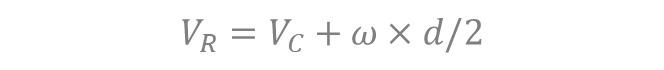 V_R = V_C + ω × d/2